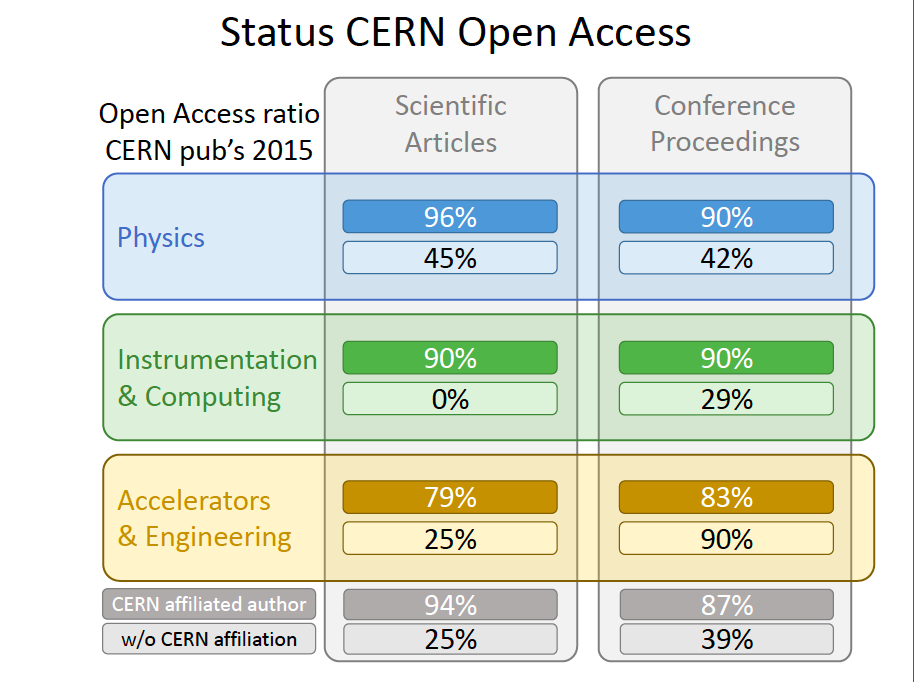 Status CERN Open Access
Open Access ratio
CERN pub's 2015
Scientific
Articles
Conference
Proceedings
Physics
96%
90%
45%
42%
Instrumentation
& Computing
90%
90%
0%
29%
Accelerators
& Engineering
79%
83%
25%
90%
CERN affiliated author
94%
87%
w/o CERN affiliation
25%
39%